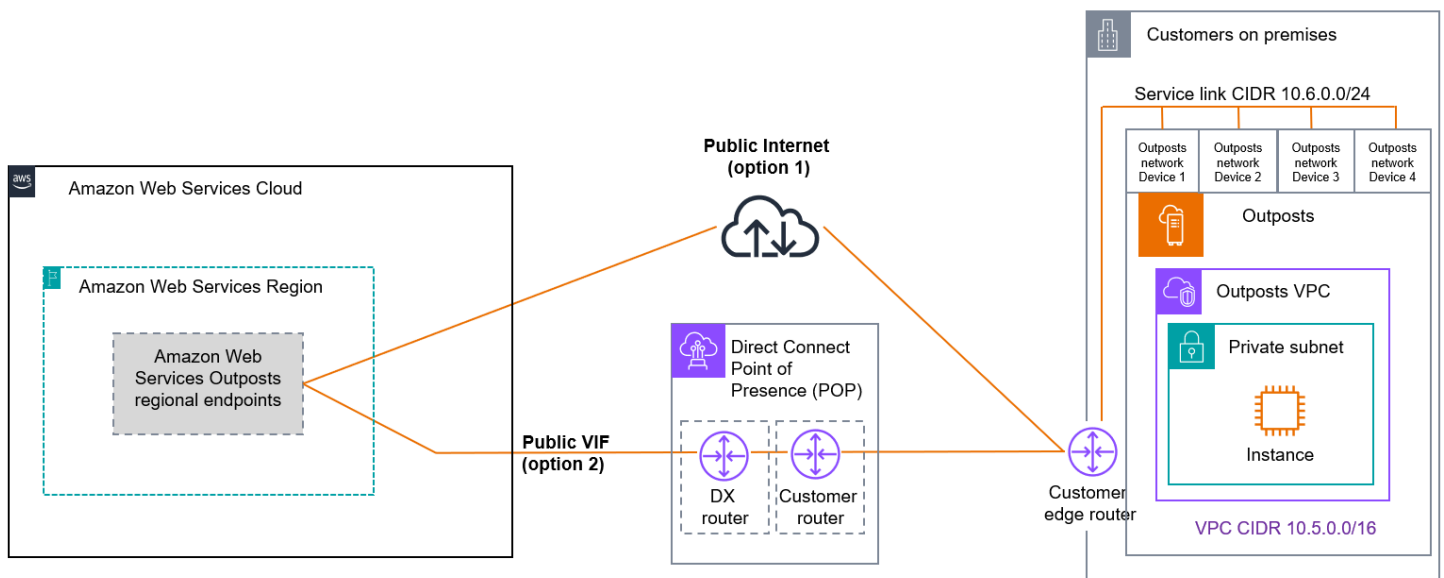 Customers on premises
Service link CIDR 10.6.0.0/24
Outposts
network
Device 1
Outposts
network
Device 2
Outposts
network
Device 3
Outposts
network
Device 4
Outposts
Outposts VPC
Private subnet
Instance
VPC CIDR 10.5.0.0/16
Public Internet
(option 1)
aws
Amazon Web Services Cloud
Amazon Web Services Region
Amazon Web
Services Outposts
regional endpoints
Direct Connect
Point of
Presence (POP)
Public VIF
(option 2)
DX
router
Customer
router
Customer
edge router